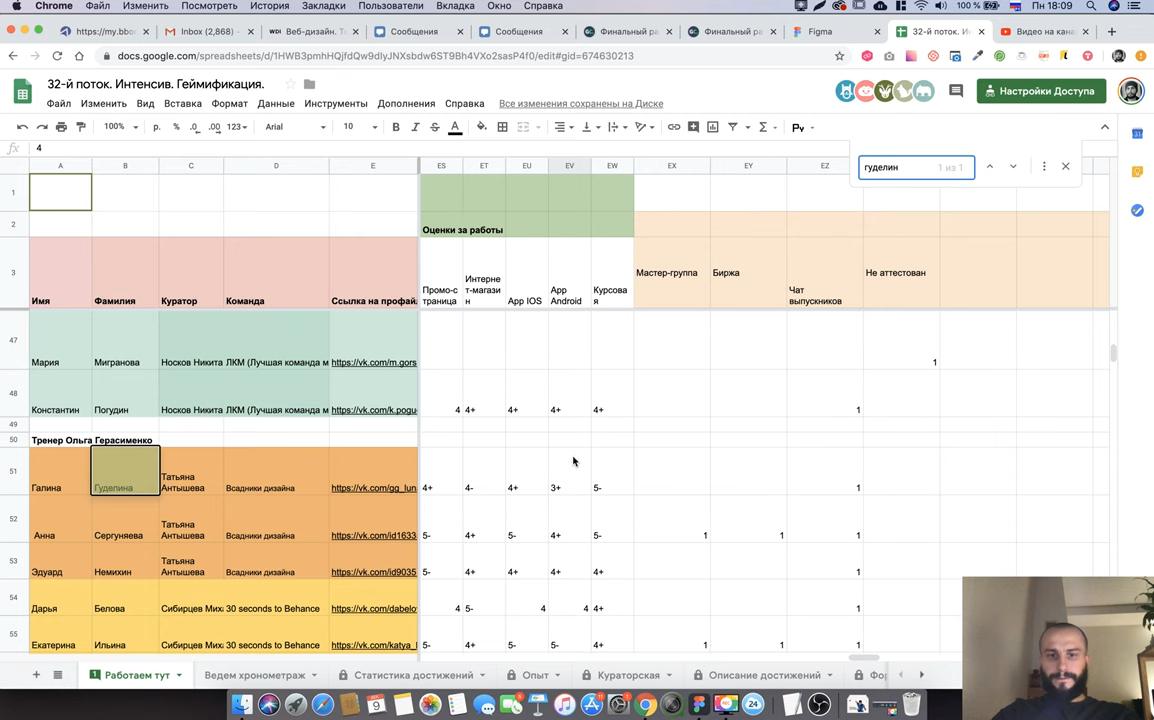 Chrome Файл Изменить Посмотреть История Закладки Пользователи Вкладка Окно Справка 100 % Пн 18:09
https://my.bbo Inbox (2,868) Веб-дизайн. Т Сообщения Сообщения Финальный ра Финальный ра Figma 32-й поток. И Видео на кана
docs.google.com/spreadsheets/d/1HWB3pmhHQjfdQw9dIyJNXsbdw6ST9Bh4VXo2sasP4f0/edit#gid=674630213
32-й поток. Интенсив. Геймификация.
Файл Изменить Вид Вставка Формат Данные Инструменты Дополнения Справка Все изменения сохранены на Диске
Настройки Доступа
100% р. % .0 .00 123 Arial 10 B I S A
fx 4
гуделин 1 из 1
A B C D E ES ET EU EV EW EX EY EZ
1
2 Оценки за работы
3 Имя Фамилия Куратор Команда Ссылка на профайл Промо-с траница Интерне т-магази н App IOS App Android Курсова я Мастер-группа Биржа Чат выпускников Не аттестован
47 Мария Мигранова Носков Никита ЛКМ (Лучшая команда м https://vk.com/m.gors 1
48 Константин Погудин Носков Никита ЛКМ (Лучшая команда м https://vk.com/k.pogu 4 4+ 4+ 4+ 4+ 1
49
50 Тренер Ольга Герасименко
51 Галина Гуделина Татьяна Антышева Всадники дизайна https://vk.com/gg_lun 4+ 4- 4+ 3+ 5- 1
52 Анна Сергуняева Татьяна Антышева Всадники дизайна https://vk.com/id1633 5- 4+ 5- 4+ 5- 1 1 1
53 Эдуард Немихин Татьяна Антышева Всадники дизайна https://vk.com/id9035 5- 4+ 4+ 4+ 4+ 1
54 Дарья Белова Сибирцев Миха 30 seconds to Behance https://vk.com/dabelo 4 5- 4 4 4+ 1
55 Екатерина Ильина Сибирцев Миха 30 seconds to Behance https://vk.com/katya_ 5- 4+ 5- 5- 4+ 1 1 1
Работаем тут Ведем хронометраж Статистика достижений Опыт Кураторская Описание достижений Фор